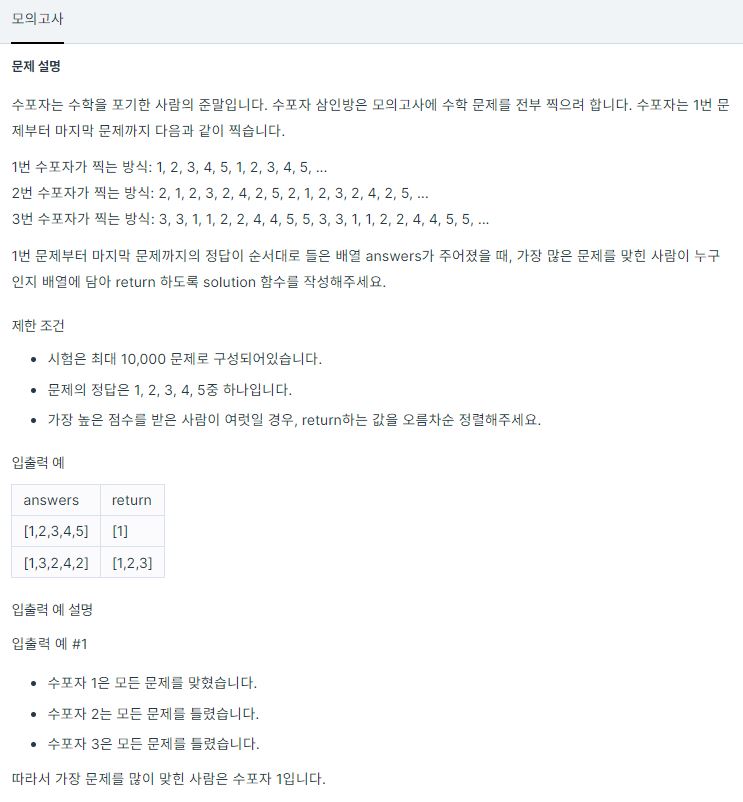 모의고사
문제 설명
수포자는 수학을 포기한 사람의 준말입니다. 수포자 삼인방은 모의고사에 수학 문제를 전부 찍으려 합니다. 수포자는 1번 문
제부터 마지막 문제까지 다음과 같이 찍습니다.
1번 수포자가 찍는 방식: 1, 2, 3, 4, 5, 1, 2, 3, 4, 5, ...
2번 수포자가 찍는 방식: 2, 1, 2, 3, 2, 4, 2, 5, 2, 1, 2, 3, 2, 4, 2, 5, ...
3번 수포자가 찍는 방식: 3, 3, 1, 1, 2, 2, 4, 4, 5, 5, 3, 3, 1, 1, 2, 2, 4, 4, 5, 5, ...
1번 문제부터 마지막 문제까지의 정답이 순서대로 들은 배열 answers가 주어졌을 때, 가장 많은 문제를 맞힌 사람이 누구
인지 배열에 담아 return 하도록 solution 함수를 작성해주세요.
제한 조건
• 시험은 최대 10,000 문제로 구성되어있습니다.
• 문제의 정답은 1, 2, 3, 4, 5중 하나입니다.
• 가장 높은 점수를 받은 사람이 여럿일 경우, return하는 값을 오름차순 정렬해주세요.
입출력 예
answers return
[1,2,3,4,5] [1]
[1,3,2,4,2] [1,2,3]
입출력 예 설명
입출력 예 #1
• 수포자 1은 모든 문제를 맞혔습니다.
• 수포자 2는 모든 문제를 틀렸습니다.
• 수포자 3은 모든 문제를 틀렸습니다.
따라서 가장 문제를 많이 맞힌 사람은 수포자 1입니다.